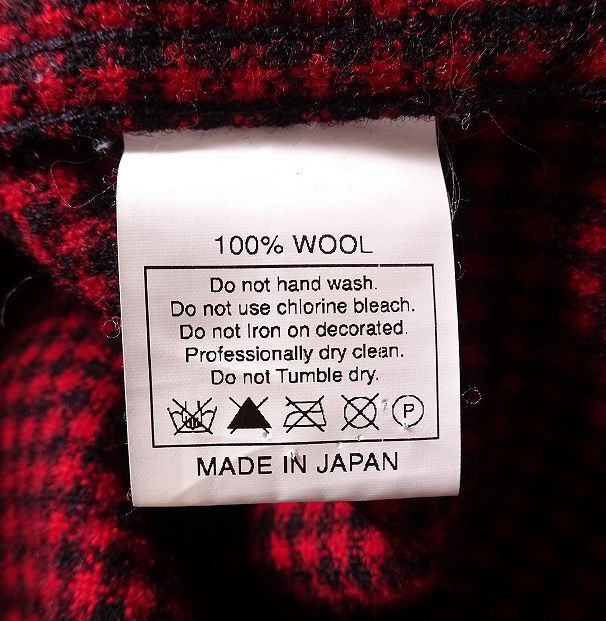 100% WOOL
Do not hand wash.
Do not use chlorine bleach.
Do not Iron on decorated.
Professionally dry clean.
Do not Tumble dry.
P
MADE IN JAPAN